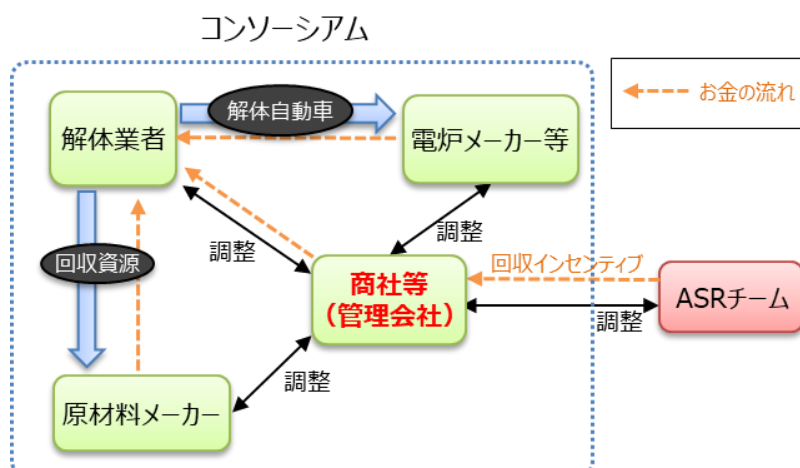 コンソーシアム
お金の流れ
解体業者
解体自動車
電炉メーカー等
調整
調整
回収資源
回収インセンティブ
商社等
（管理会社）
ASRチーム
調整
調整
原材料メーカー